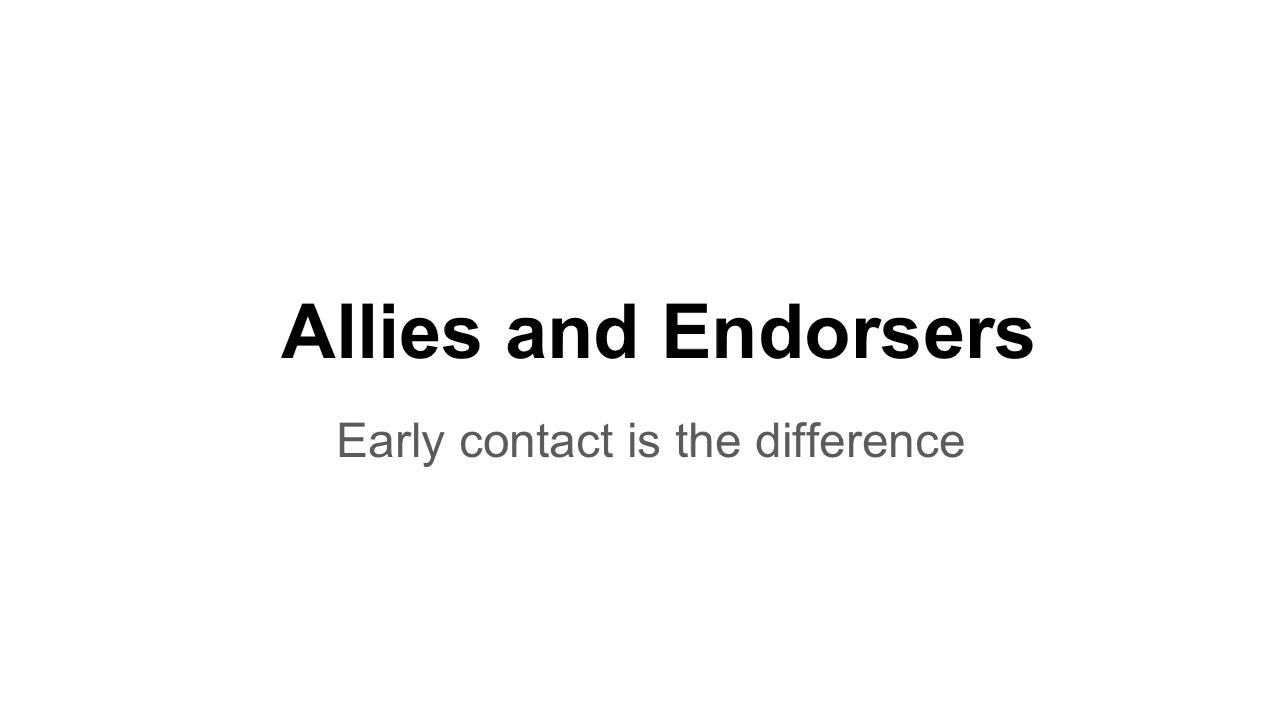 Allies and Endorsers
Early contact is the difference